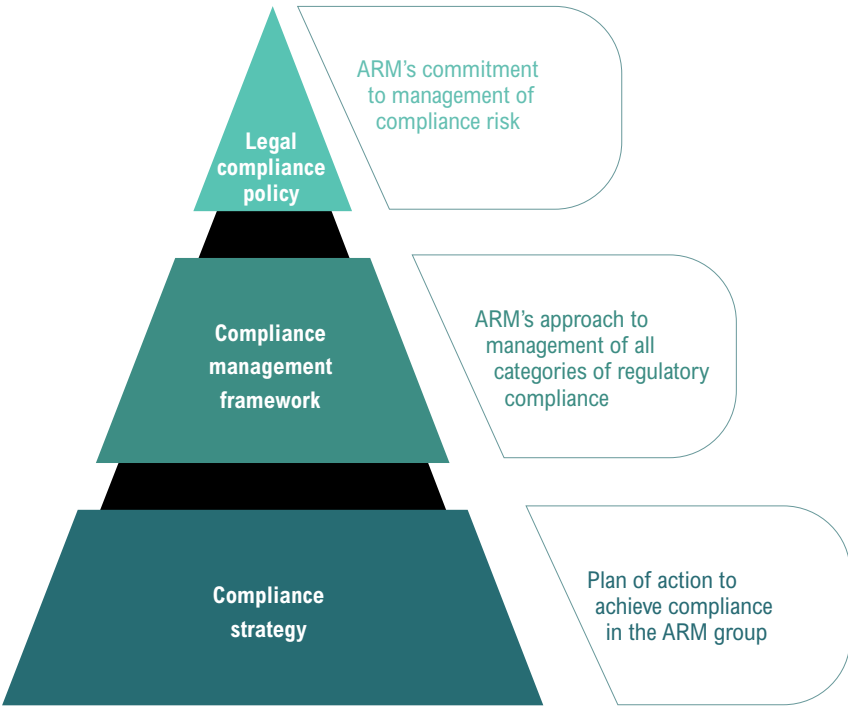 Legal
compliance
policy
ARM’s commitment
to management of
compliance risk
Compliance
management
framework
ARM’s approach to
management of all
categories of regulatory
compliance
Compliance
strategy
Plan of action to
achieve compliance
in the ARM group